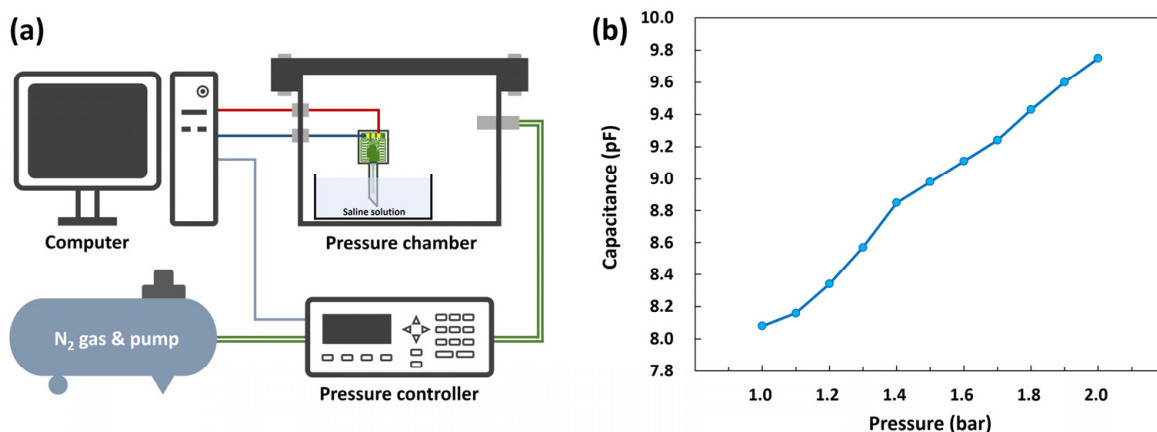 (a)
Saline solution
Computer
Pressure chamber
N₂ gas & pump
Pressure controller
(b)
Capacitance (pF)
10.0
9.8
9.6
9.4
9.2
9.0
8.8
8.6
8.4
8.2
8.0
7.8
1.0 1.2 1.4 1.6 1.8 2.0
Pressure (bar)